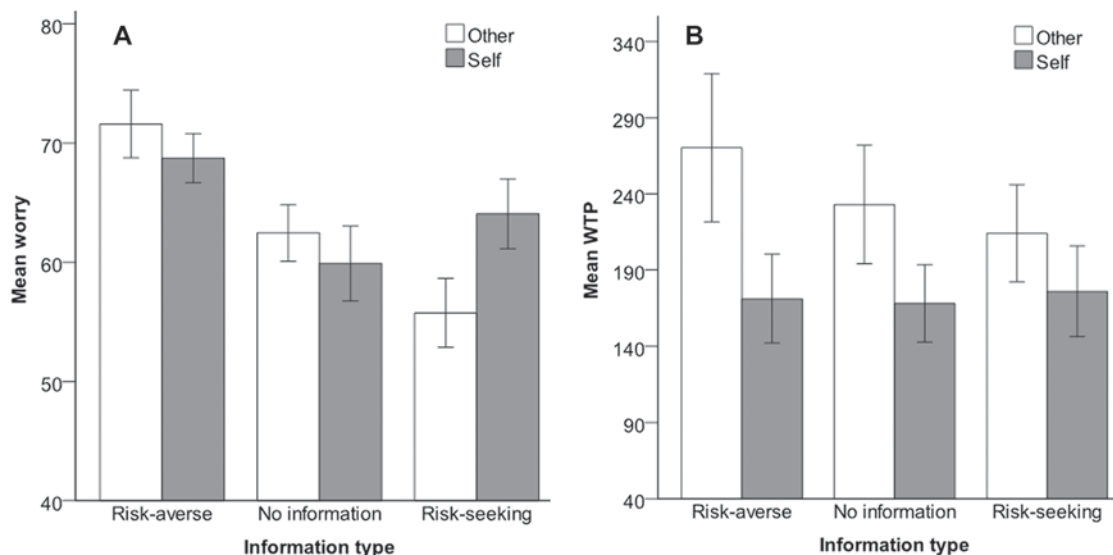 A
Other
Self
Mean worry
80
70
60
50
40
Risk-averse No information Risk-seeking
Information type
B
Other
Self
Mean WTP
340
290
240
190
140
90
40
Risk-averse No information Risk-seeking
Information type